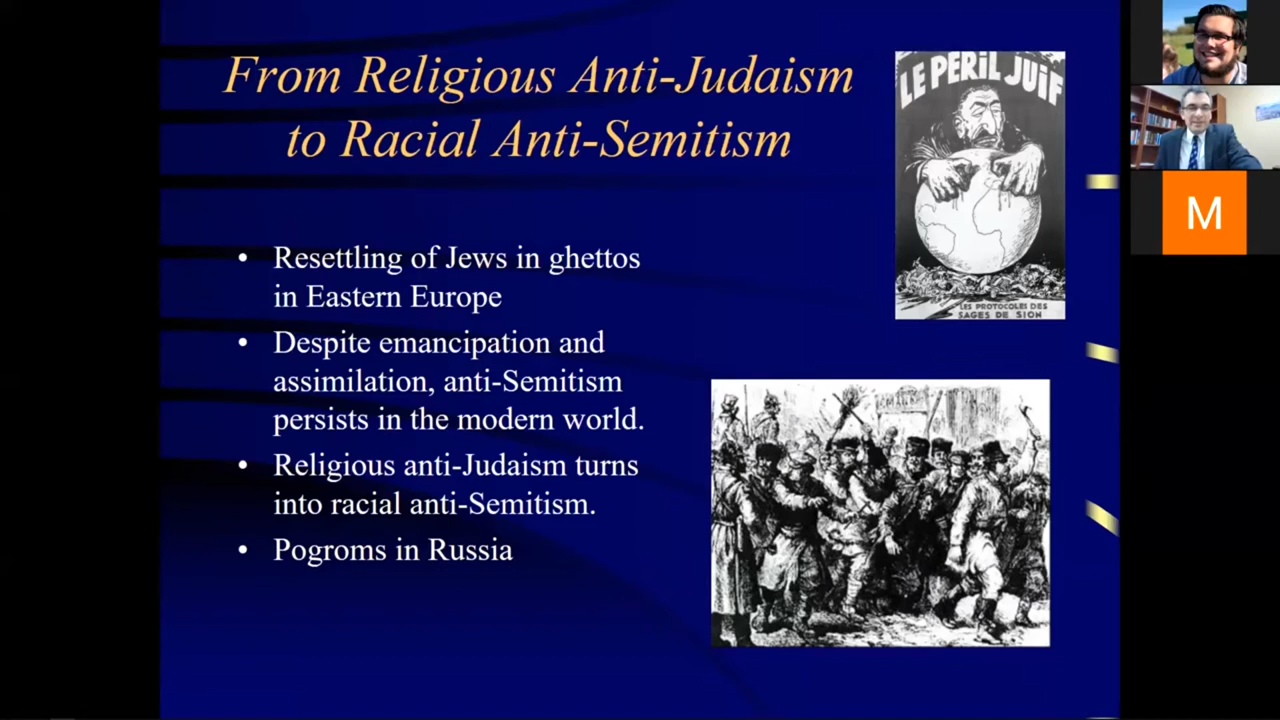 From Religious Anti-Judaism
to Racial Anti-Semitism
LE PERIL JUIF
LES PROTOCOLES DES
SAGES DE SION
• Resettling of Jews in ghettos
in Eastern Europe
• Despite emancipation and
assimilation, anti-Semitism
persists in the modern world.
• Religious anti-Judaism turns
into racial anti-Semitism.
• Pogroms in Russia
M